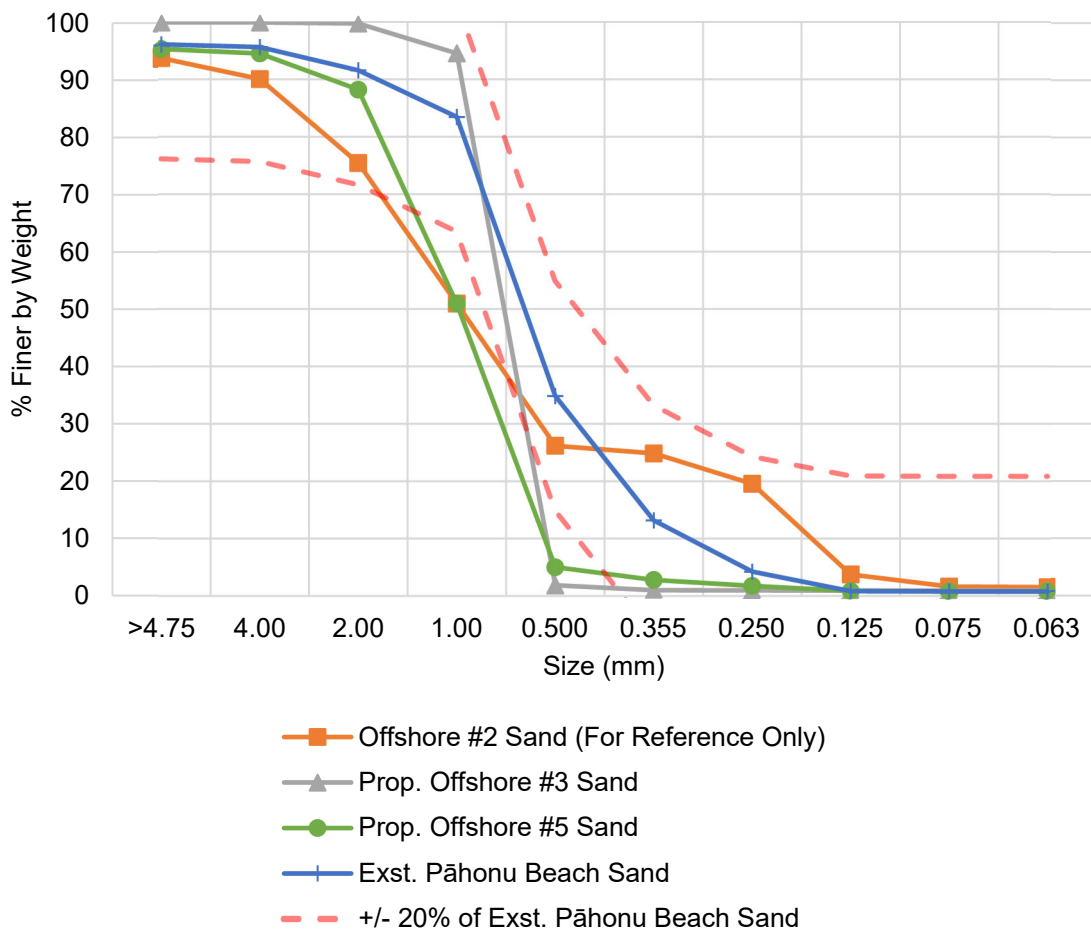 100
90
80
70
60
50
40
30
20
10
0
% Finer by Weight
>4.75 4.00 2.00 1.00 0.500 0.355 0.250 0.125 0.075 0.063
Size (mm)
Offshore #2 Sand (For Reference Only)
Prop. Offshore #3 Sand
Prop. Offshore #5 Sand
Exst. Pāhonu Beach Sand
+/- 20% of Exst. Pāhonu Beach Sand